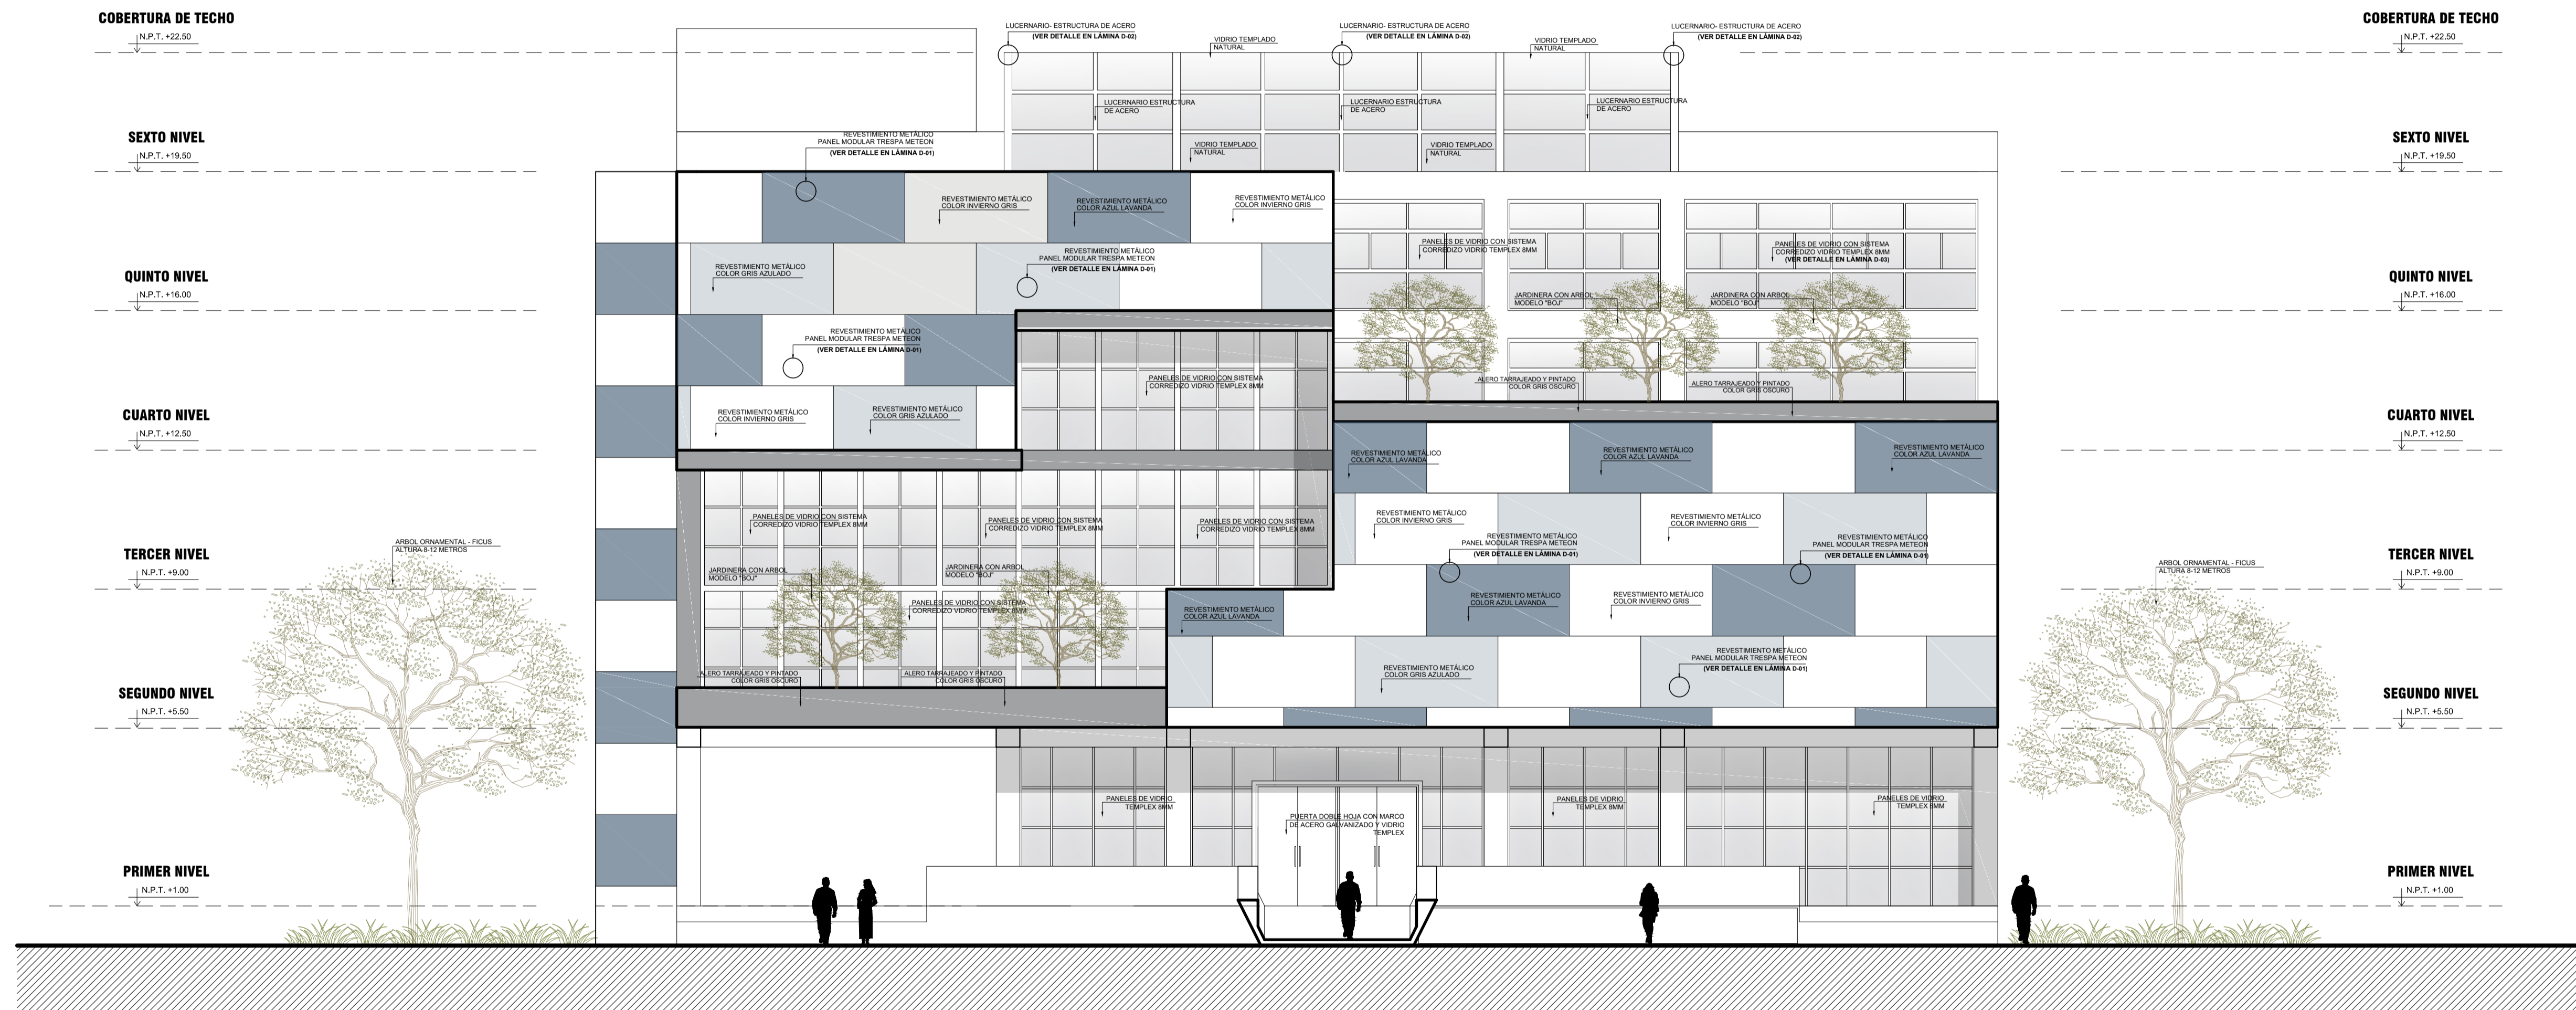 COBERTURA DE TECHO
N.P.T. +22.50
SEXTO NIVEL
N.P.T. +19.50
QUINTO NIVEL
N.P.T. +16.00
CUARTO NIVEL
N.P.T. +12.50
TERCER NIVEL
N.P.T. +9.00
SEGUNDO NIVEL
N.P.T. +5.50
PRIMER NIVEL
N.P.T. +1.00
ARBOL ORNAMENTAL - FICUS
ALTURA 8-12 METROS
LUCERNARIO- ESTRUCTURA DE ACERO
(VER DETALLE EN LÁMINA D-02)
VIDRIO TEMPLADO
NATURAL
LUCERNARIO- ESTRUCTURA DE ACERO
(VER DETALLE EN LÁMINA D-02)
VIDRIO TEMPLADO
NATURAL
LUCERNARIO- ESTRUCTURA DE ACERO
(VER DETALLE EN LÁMINA D-02)
LUCERNARIO ESTRUCTURA
DE ACERO
LUCERNARIO ESTRUCTURA
DE ACERO
LUCERNARIO ESTRUCTURA
DE ACERO
VIDRIO TEMPLADO
NATURAL
VIDRIO TEMPLADO
NATURAL
REVESTIMIENTO METÁLICO
PANEL MODULAR TRESPA METEON
(VER DETALLE EN LÁMINA D-01)
REVESTIMIENTO METÁLICO
COLOR INVIERNO GRIS
REVESTIMIENTO METÁLICO
COLOR AZUL LAVANDA
REVESTIMIENTO METÁLICO
COLOR INVIERNO GRIS
REVESTIMIENTO METÁLICO
COLOR GRIS AZULADO
REVESTIMIENTO METÁLICO
PANEL MODULAR TRESPA METEON
(VER DETALLE EN LÁMINA D-01)
PANELES DE VIDRIO CON SISTEMA
CORREDIZO VIDRIO TEMPLEX 8MM
PANELES DE VIDRIO CON SISTEMA
CORREDIZO VIDRIO TEMPLEX 8MM
(VER DETALLE EN LÁMINA D-03)
JARDINERA CON ARBOL
MODELO "BOJ"
JARDINERA CON ARBOL
MODELO "BOJ"
REVESTIMIENTO METÁLICO
PANEL MODULAR TRESPA METEON
(VER DETALLE EN LÁMINA D-01)
PANELES DE VIDRIO CON SISTEMA
CORREDIZO VIDRIO TEMPLEX 8MM
ALERO TARRAJEADO Y PINTADO
COLOR GRIS OSCURO
ALERO TARRAJEADO Y PINTADO
COLOR GRIS OSCURO
REVESTIMIENTO METÁLICO
COLOR INVIERNO GRIS
REVESTIMIENTO METÁLICO
COLOR GRIS AZULADO
REVESTIMIENTO METÁLICO
COLOR AZUL LAVANDA
REVESTIMIENTO METÁLICO
COLOR AZUL LAVANDA
REVESTIMIENTO METÁLICO
COLOR AZUL LAVANDA
PANELES DE VIDRIO CON SISTEMA
CORREDIZO VIDRIO TEMPLEX 8MM
PANELES DE VIDRIO CON SISTEMA
CORREDIZO VIDRIO TEMPLEX 8MM
PANELES DE VIDRIO CON SISTEMA
CORREDIZO VIDRIO TEMPLEX 8MM
REVESTIMIENTO METÁLICO
COLOR INVIERNO GRIS
REVESTIMIENTO METÁLICO
COLOR INVIERNO GRIS
REVESTIMIENTO METÁLICO
PANEL MODULAR TRESPA METEON
(VER DETALLE EN LÁMINA D-01)
REVESTIMIENTO METÁLICO
PANEL MODULAR TRESPA METEON
(VER DETALLE EN LÁMINA D-01)
JARDINERA CON ARBOL
MODELO "BOJ"
JARDINERA CON ARBOL
MODELO "BOJ"
PANELES DE VIDRIO CON SISTEMA
CORREDIZO VIDRIO TEMPLEX 8MM
REVESTIMIENTO METÁLICO
COLOR AZUL LAVANDA
REVESTIMIENTO METÁLICO
COLOR AZUL LAVANDA
REVESTIMIENTO METÁLICO
COLOR INVIERNO GRIS
ALERO TARRAJEADO Y PINTADO
COLOR GRIS OSCURO
ALERO TARRAJEADO Y PINTADO
COLOR GRIS OSCURO
REVESTIMIENTO METÁLICO
COLOR GRIS AZULADO
REVESTIMIENTO METÁLICO
PANEL MODULAR TRESPA METEON
(VER DETALLE EN LÁMINA D-01)
PANELES DE VIDRIO
TEMPLEX 8MM
PUERTA DOBLE HOJA CON MARCO
DE ACERO GALVANIZADO Y VIDRIO
TEMPLEX
PANELES DE VIDRIO
TEMPLEX 8MM
PANELES DE VIDRIO
TEMPLEX 8MM
ARBOL ORNAMENTAL - FICUS
ALTURA 8-12 METROS
COBERTURA DE TECHO
N.P.T. +22.50
SEXTO NIVEL
N.P.T. +19.50
QUINTO NIVEL
N.P.T. +16.00
CUARTO NIVEL
N.P.T. +12.50
TERCER NIVEL
N.P.T. +9.00
SEGUNDO NIVEL
N.P.T. +5.50
PRIMER NIVEL
N.P.T. +1.00